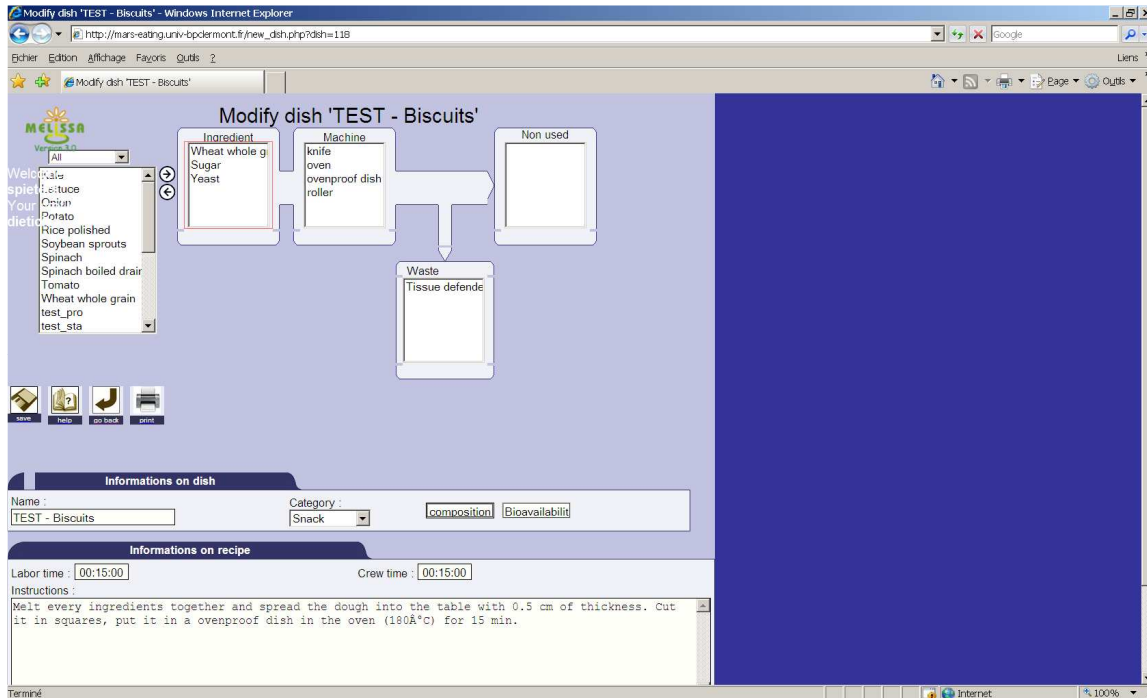 Modify dish 'TEST - Biscuits' - Windows Internet Explorer
http://mars-eating.univ-bpclermont.fr/new_dish.php?dish=118
Google
Fichier Edition Affichage Favoris Outils ?
Liens
Modify dish 'TEST - Biscuits'
Page Outils
Modify dish 'TEST - Biscuits'
MELiSSA
Version 3.0
All
Kale
Lettuce
Onion
Potato
Rice polished
Soybean sprouts
Spinach
Spinach boiled drair
Tomato
Wheat whole grain
test_pro
test_sta
Your
Ingredient
Wheat whole g
Sugar
Yeast
Machine
knife
oven
ovenproof dish
roller
Non used
Waste
Tissue defende
save
help
go back
print
Informations on dish
Name :
TEST - Biscuits
Category :
Snack
composition
Bioavailabilit
Informations on recipe
Labor time : 00:15:00
Crew time : 00:15:00
Instructions :
Melt every ingredients together and spread the dough into the table with 0.5 cm of thickness. Cut
it in squares, put it in a ovenproof dish in the oven (180Â°C) for 15 min.
Terminé
Internet
100%